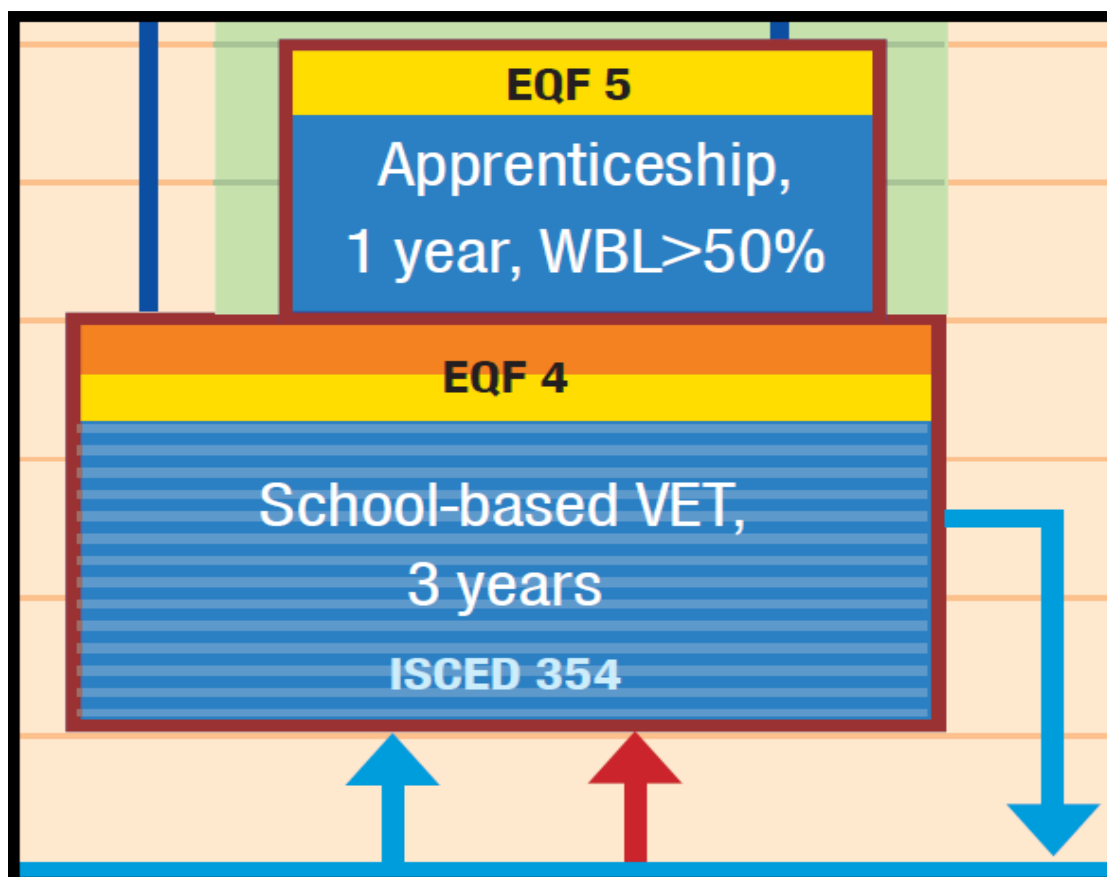 EQF 5
Apprenticeship,
1 year, WBL>50%
EQF 4
School-based VET,
3 years
ISCED 354